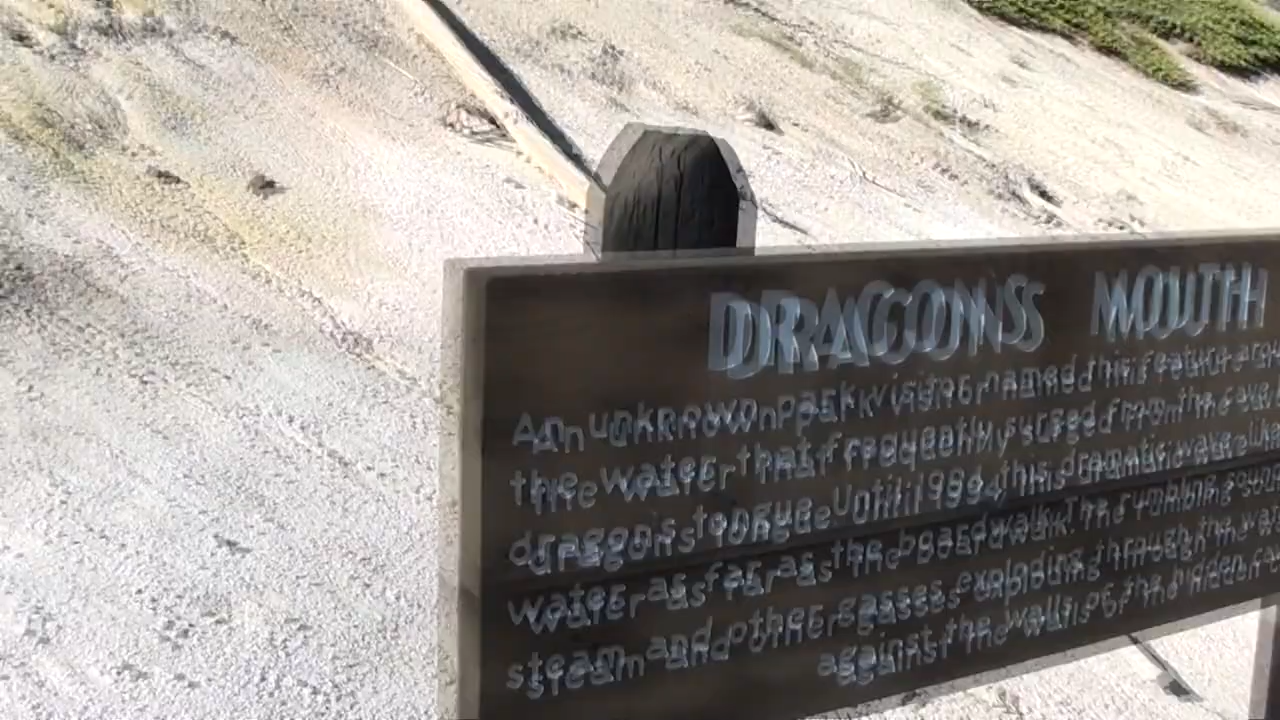 DRAGONS MOUTH
An unknown park visitor named this feature
the water that frequently surged from the cave
dragon's tongue. Until 1994, this dramatic wave-like
water as far as the boardwalk. The rumbling
steam and other gasses exploding through the
against the walls of the hidden